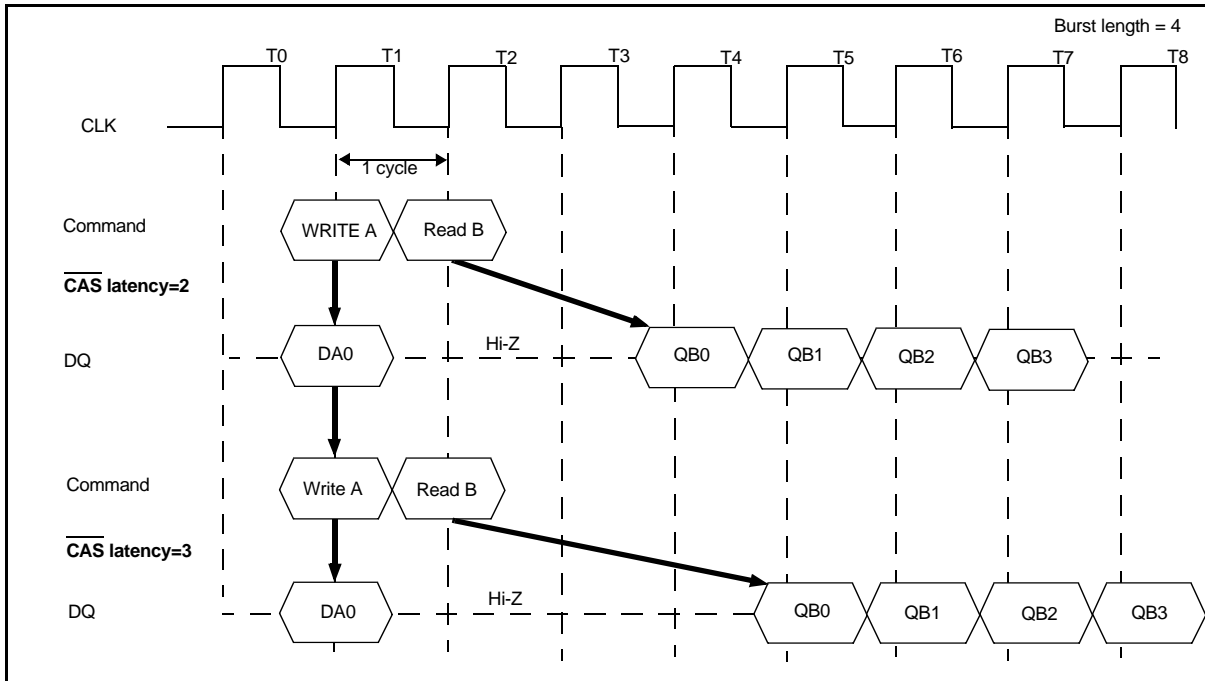 Burst length = 4
T0 T1 T2 T3 T4 T5 T6 T7 T8
CLK
1 cycle
Command
WRITE A Read B
CAS latency=2
DQ
DA0 Hi-Z QB0 QB1 QB2 QB3
Command
Write A Read B
CAS latency=3
DQ
DA0 Hi-Z QB0 QB1 QB2 QB3